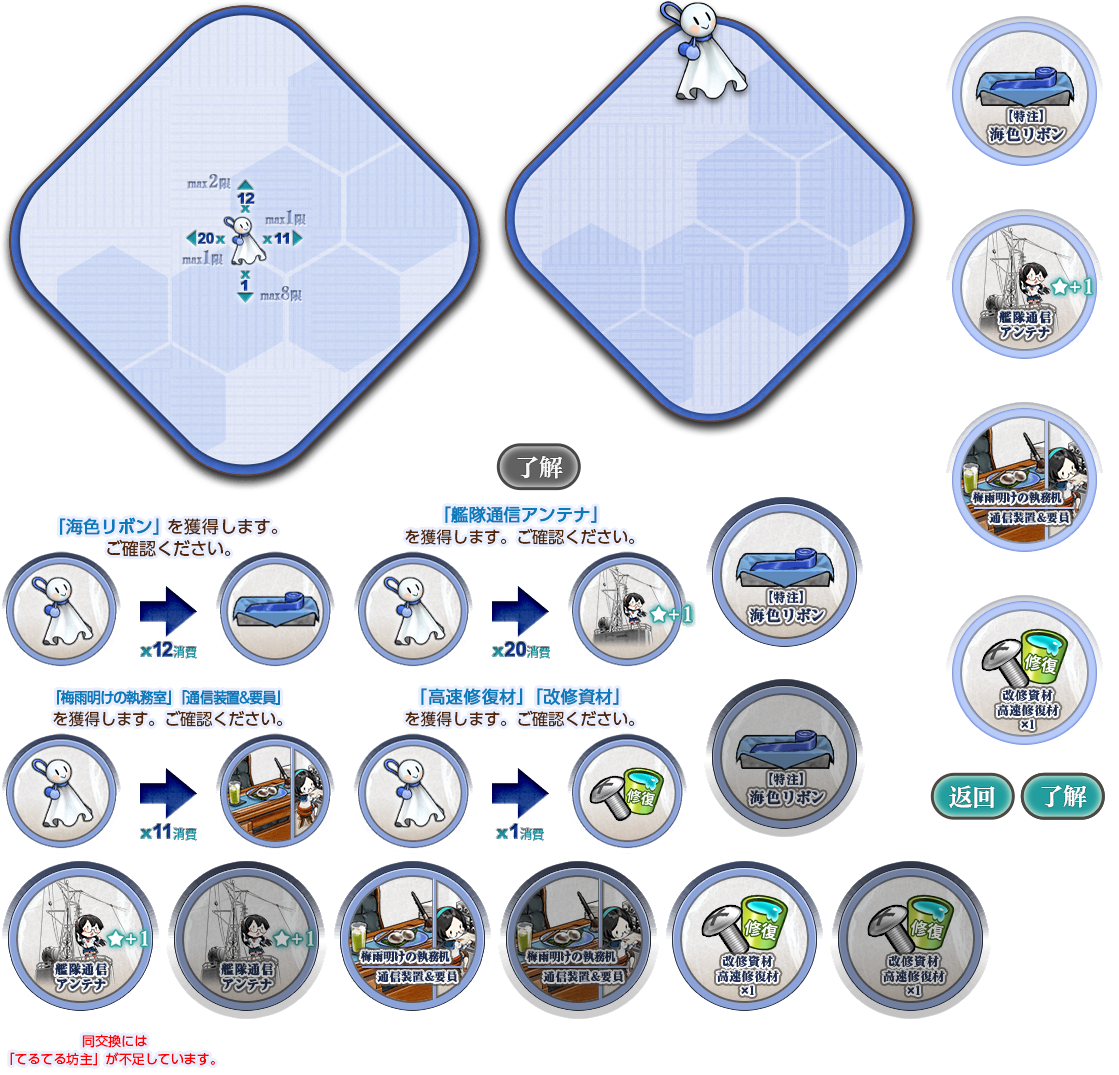 max2限
12
x
max1限
20x
x11
max1限
x
1
max8限
【特注】
海色リボン
★+1
艦隊通信
アンテナ
梅雨明けの執務机
通信装置&要員
修復
改修資材
高速修復材
×1
返回
了解
了解
「海色リボン」を獲得します。
ご確認ください。
x12消費
「艦隊通信アンテナ」
を獲得します。ご確認ください。
★+1
x20消費
【特注】
海色リボン
「梅雨明けの執務室」「通信装置&要員」
を獲得します。ご確認ください。
x11消費
「高速修復材」「改修資材」
を獲得します。ご確認ください。
修復
x1消費
【特注】
海色リボン
★+1
艦隊通信
アンテナ
★+1
艦隊通信
アンテナ
梅雨明けの執務机
通信装置&要員
梅雨明けの執務机
通信装置&要員
修復
改修資材
高速修復材
×1
修復
改修資材
高速修復材
×1
同交換には
「てるてる坊主」が不足しています。